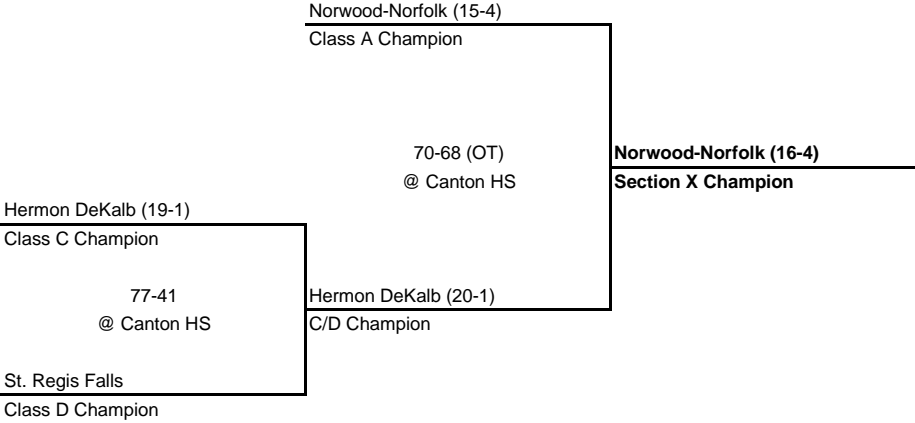 Norwood-Norfolk (15-4)
Class A Champion
70-68 (OT)
@ Canton HS
Norwood-Norfolk (16-4)
Section X Champion
Hermon DeKalb (19-1)
Class C Champion
77-41
@ Canton HS
Hermon DeKalb (20-1)
C/D Champion
St. Regis Falls
Class D Champion